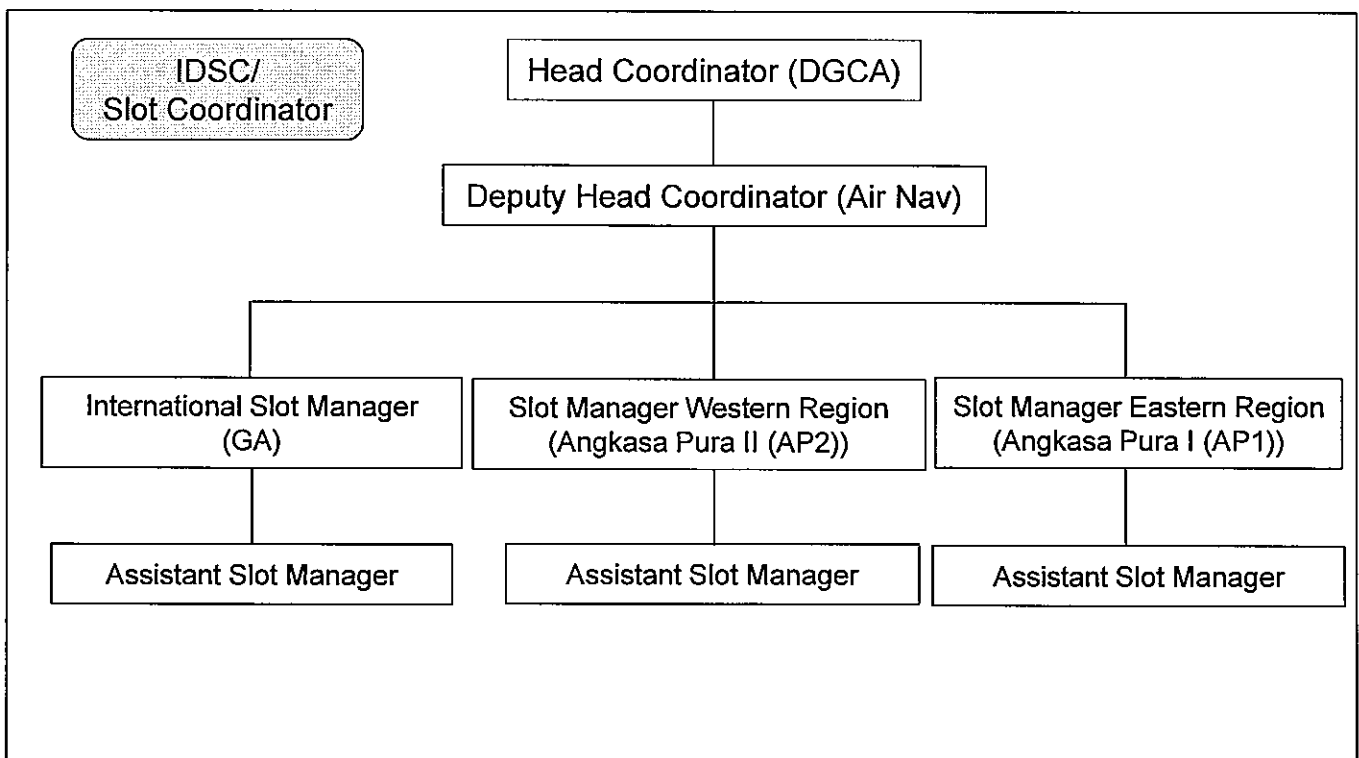 IDSC/
Slot Coordinator
Head Coordinator (DGCA)
Deputy Head Coordinator (Air Nav)
International Slot Manager
(GA)
Slot Manager Western Region
(Angkasa Pura II (AP2))
Slot Manager Eastern Region
(Angkasa Pura I (AP1))
Assistant Slot Manager
Assistant Slot Manager
Assistant Slot Manager